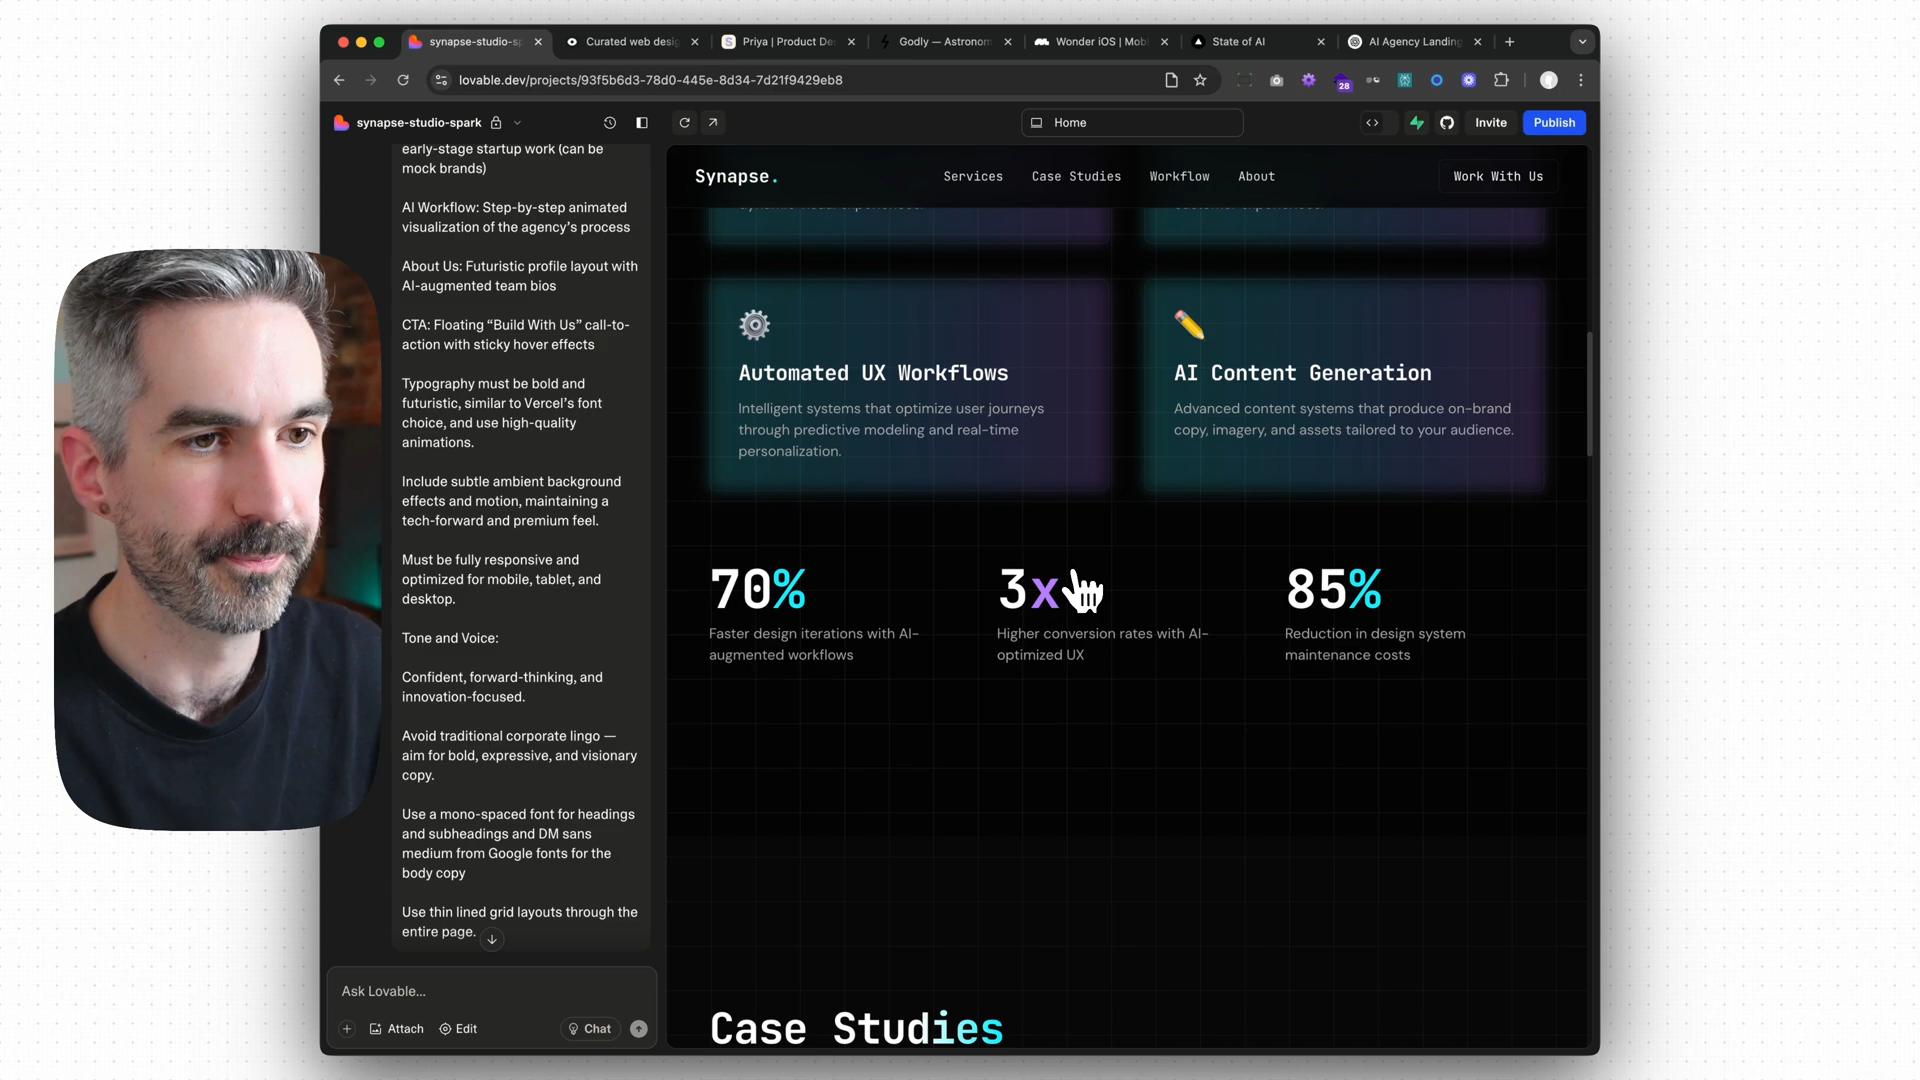 synapse-studio-sp
Curated web desig
Priya | Product De
Godly — Astronom
Wonder iOS | Mob
State of AI
AI Agency Landing
lovable.dev/projects/93f5b6d3-78d0-445e-8d34-7d21f9429eb8
28
synapse-studio-spark
Home
Invite
Publish
early-stage startup work (can be
mock brands)
AI Workflow: Step-by-step animated
visualization of the agency's process
About Us: Futuristic profile layout with
AI-augmented team bios
CTA: Floating “Build With Us” call-to-
action with sticky hover effects
Typography must be bold and
futuristic, similar to Vercel's font
choice, and use high-quality
animations.
Include subtle ambient background
effects and motion, maintaining a
tech-forward and premium feel.
Must be fully responsive and
optimized for mobile, tablet, and
desktop.
Tone and Voice:
Confident, forward-thinking, and
innovation-focused.
Avoid traditional corporate lingo —
aim for bold, expressive, and visionary
copy.
Use a mono-spaced font for headings
and subheadings and DM sans
medium from Google fonts for the
body copy
Use thin lined grid layouts through the
entire page.
Ask Lovable...
Attach
Edit
Chat
Synapse.
Services
Case Studies
Workflow
About
Work With Us
Automated UX Workflows
Intelligent systems that optimize user journeys
through predictive modeling and real-time
personalization.
AI Content Generation
Advanced content systems that produce on-brand
copy, imagery, and assets tailored to your audience.
70%
Faster design iterations with AI-
augmented workflows
3x
Higher conversion rates with AI-
optimized UX
85%
Reduction in design system
maintenance costs
Case Studies